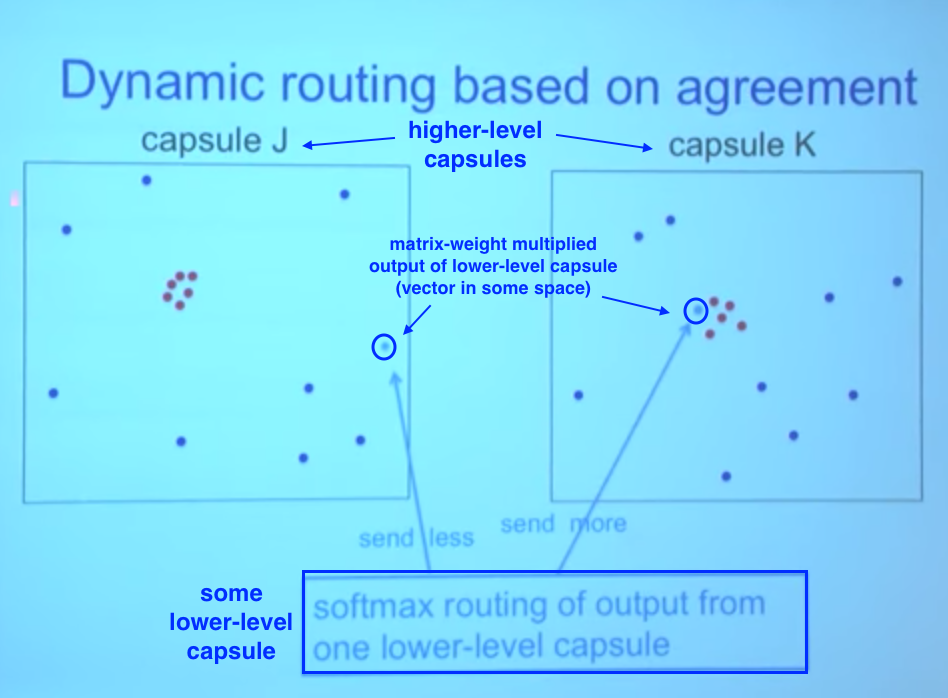 Dynamic routing based on agreement
capsule J
higher-level
capsules
capsule K
matrix-weight multiplied
output of lower-level capsule
(vector in some space)
send less
send more
some
lower-level
capsule
softmax routing of output from
one lower-level capsule